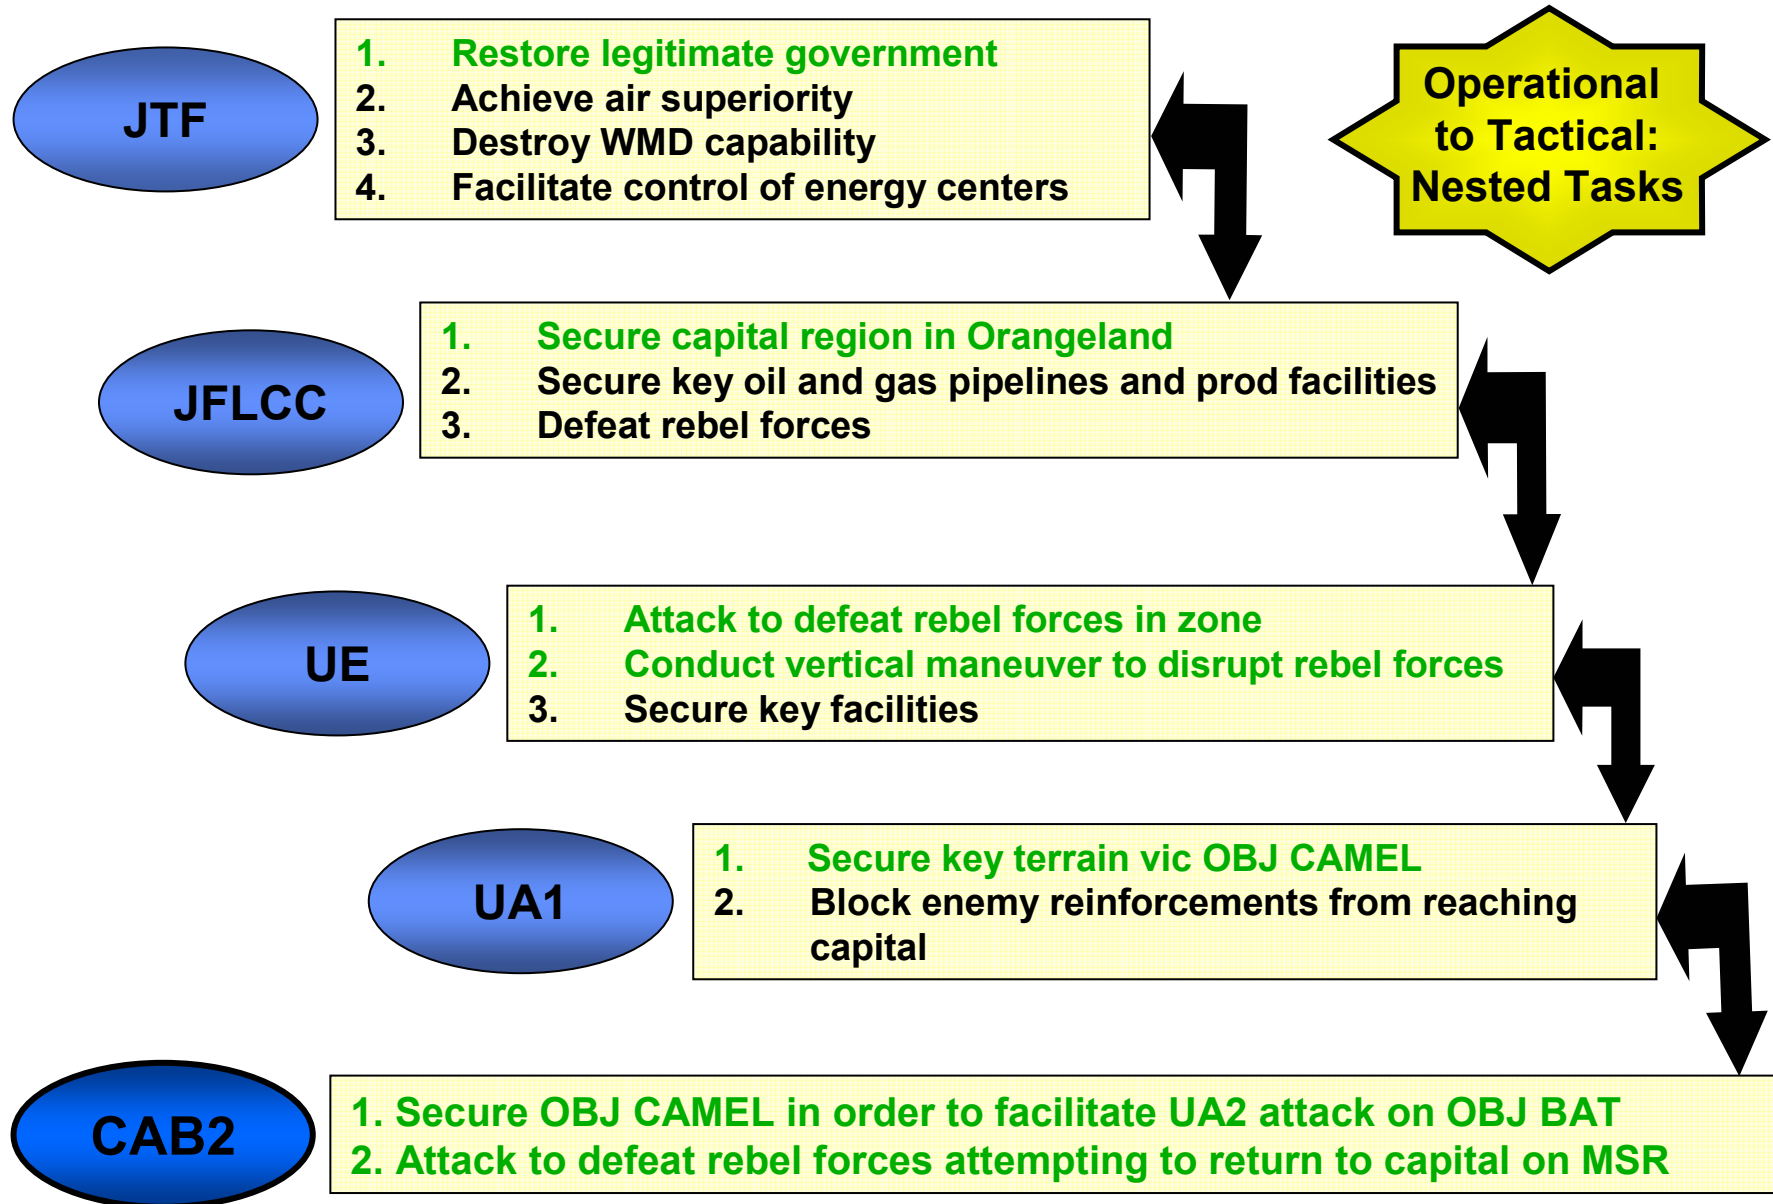 JTF
1. Restore legitimate government
2. Achieve air superiority
3. Destroy WMD capability
4. Facilitate control of energy centers
Operational
to Tactical:
Nested Tasks
JFLCC
1. Secure capital region in Orangeland
2. Secure key oil and gas pipelines and prod facilities
3. Defeat rebel forces
UE
1. Attack to defeat rebel forces in zone
2. Conduct vertical maneuver to disrupt rebel forces
3. Secure key facilities
UA1
1. Secure key terrain vic OBJ CAMEL
2. Block enemy reinforcements from reaching
capital
CAB2
1. Secure OBJ CAMEL in order to facilitate UA2 attack on OBJ BAT
2. Attack to defeat rebel forces attempting to return to capital on MSR